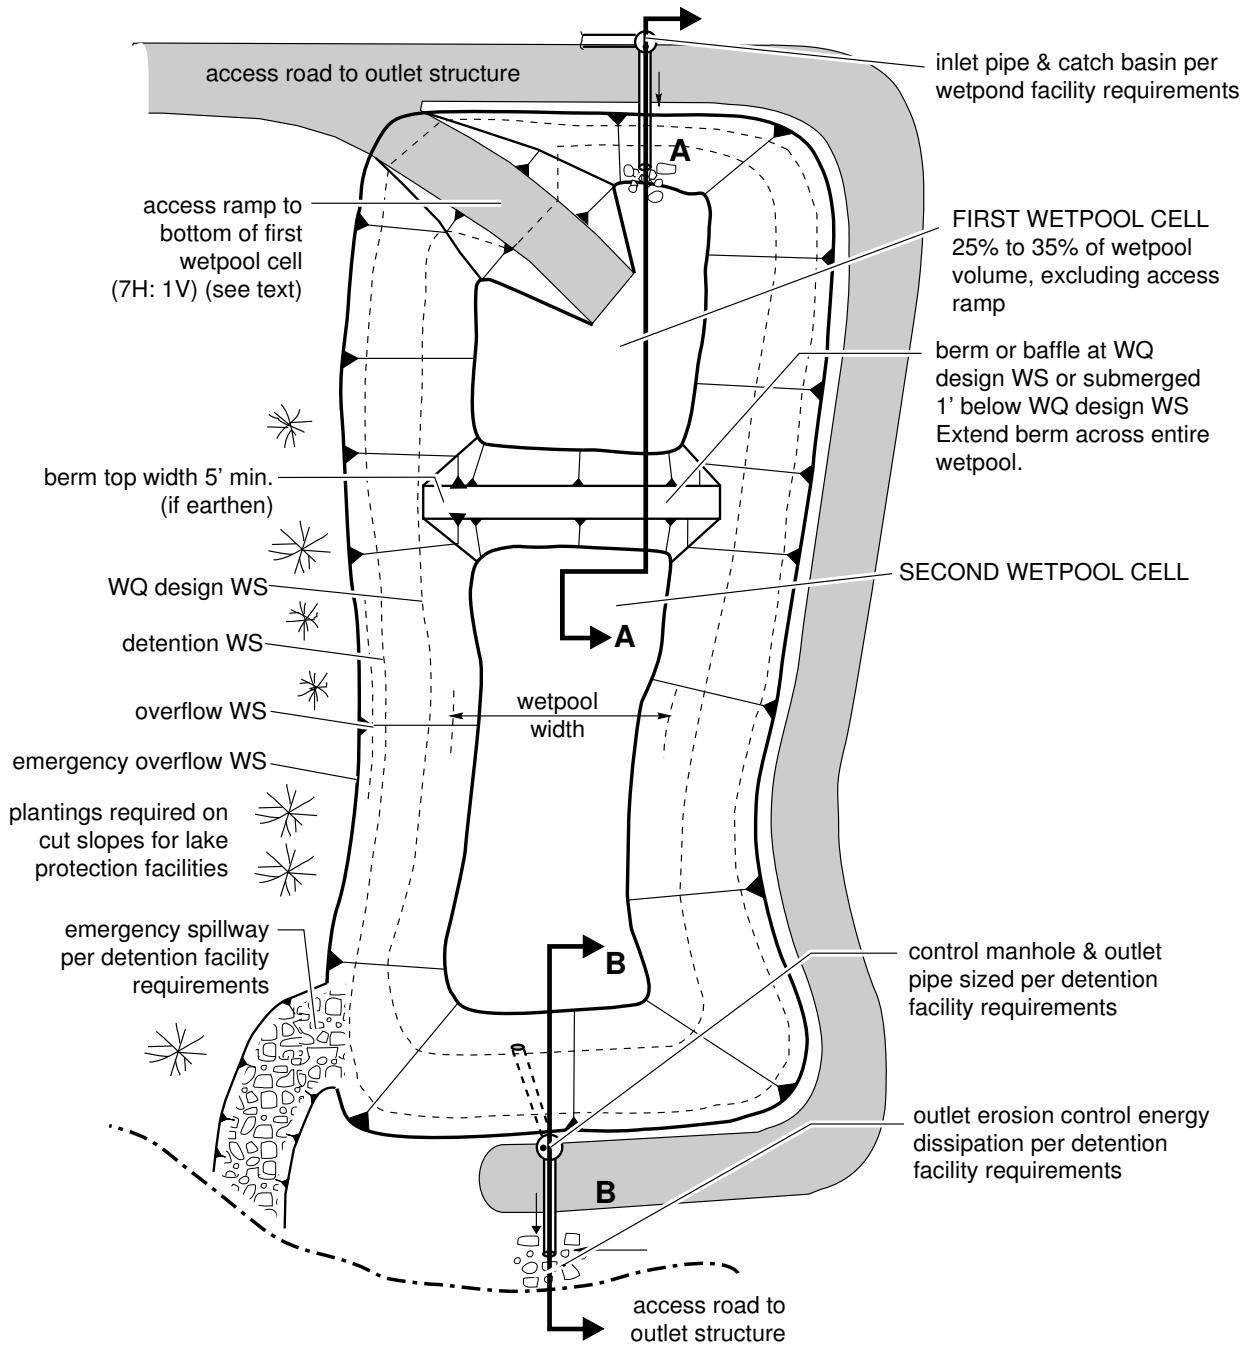 access road to outlet structure
inlet pipe & catch basin per
wetpond facility requirements
A
access ramp to
bottom of first
wetpool cell
(7H: 1V) (see text)
FIRST WETPOOL CELL
25% to 35% of wetpool
volume, excluding access
ramp
berm or baffle at WQ
design WS or submerged
1' below WQ design WS
Extend berm across entire
wetpool.
berm top width 5' min.
(if earthen)
WQ design WS
SECOND WETPOOL CELL
detention WS
A
overflow WS
wetpool
width
emergency overflow WS
plantings required on
cut slopes for lake
protection facilities
emergency spillway
per detention facility
requirements
B
control manhole & outlet
pipe sized per detention
facility requirements
outlet erosion control energy
dissipation per detention
facility requirements
B
access road to
outlet structure